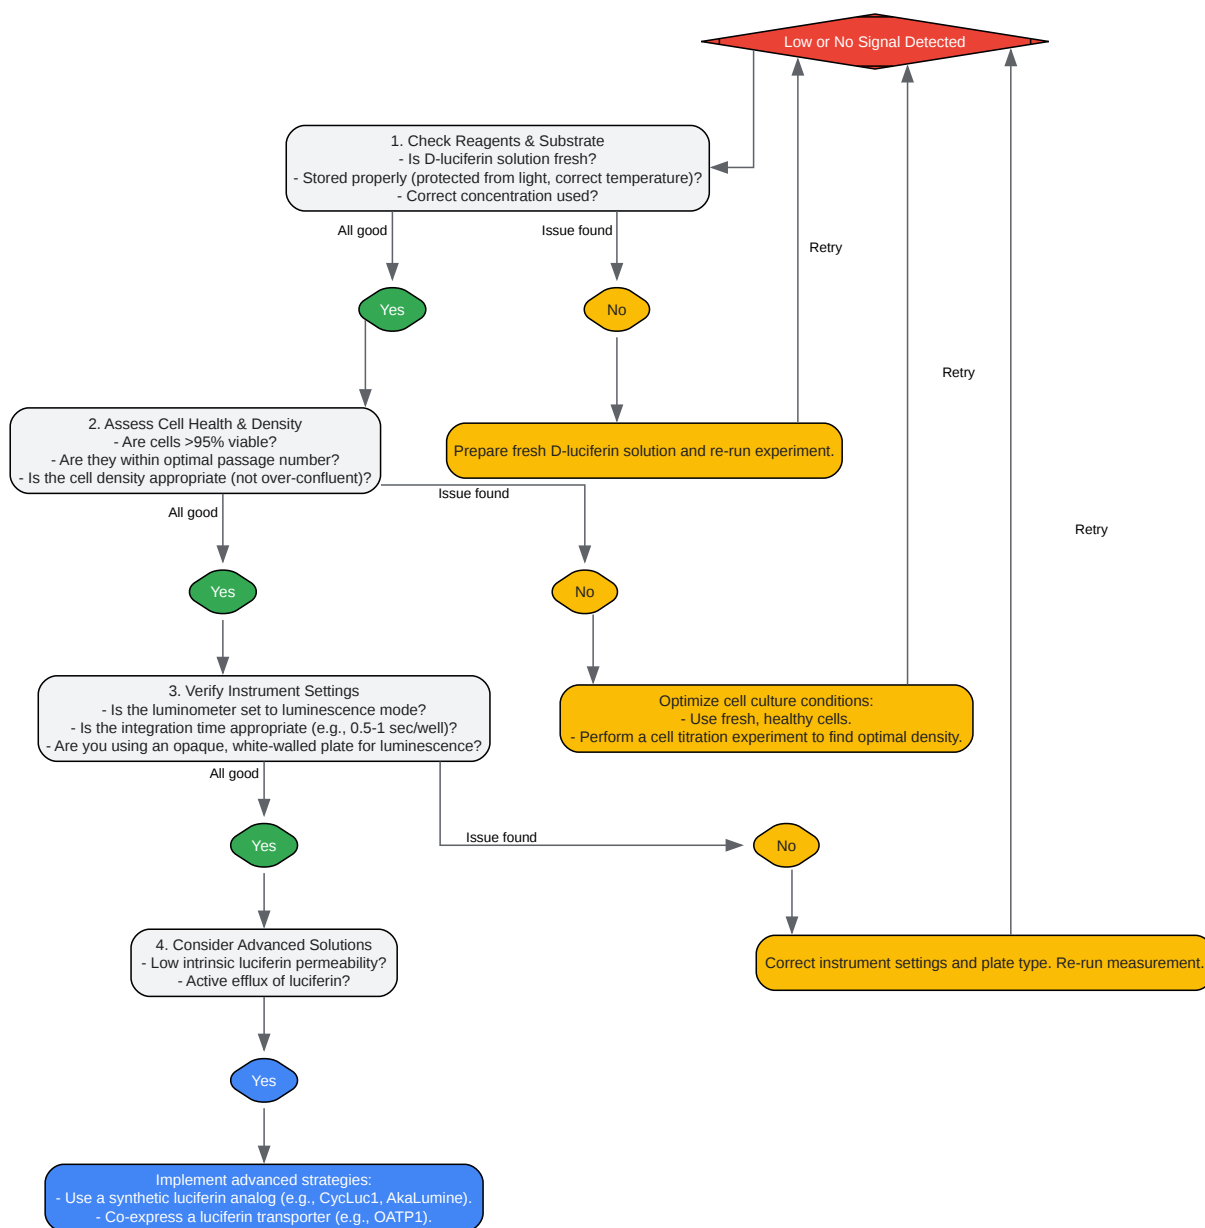 Low or No Signal Detected
1. Check Reagents & Substrate
- Is D-luciferin solution fresh?
- Stored properly (protected from light, correct temperature)?
- Correct concentration used?
All good
Issue found
Retry
Yes
No
Retry
2. Assess Cell Health & Density
- Are cells >95% viable?
- Are they within optimal passage number?
- Is the cell density appropriate (not over-confluent)?
Prepare fresh D-luciferin solution and re-run experiment.
Issue found
All good
Retry
Yes
No
3. Verify Instrument Settings
- Is the luminometer set to luminescence mode?
- Is the integration time appropriate (e.g., 0.5-1 sec/well)?
- Are you using an opaque, white-walled plate for luminescence?
Optimize cell culture conditions:
- Use fresh, healthy cells.
- Perform a cell titration experiment to find optimal density.
All good
Issue found
Yes
No
4. Consider Advanced Solutions
- Low intrinsic luciferin permeability?
- Active efflux of luciferin?
Correct instrument settings and plate type. Re-run measurement.
Yes
Implement advanced strategies:
- Use a synthetic luciferin analog (e.g., CycLuc1, AkaLumine).
- Co-express a luciferin transporter (e.g., OATP1).